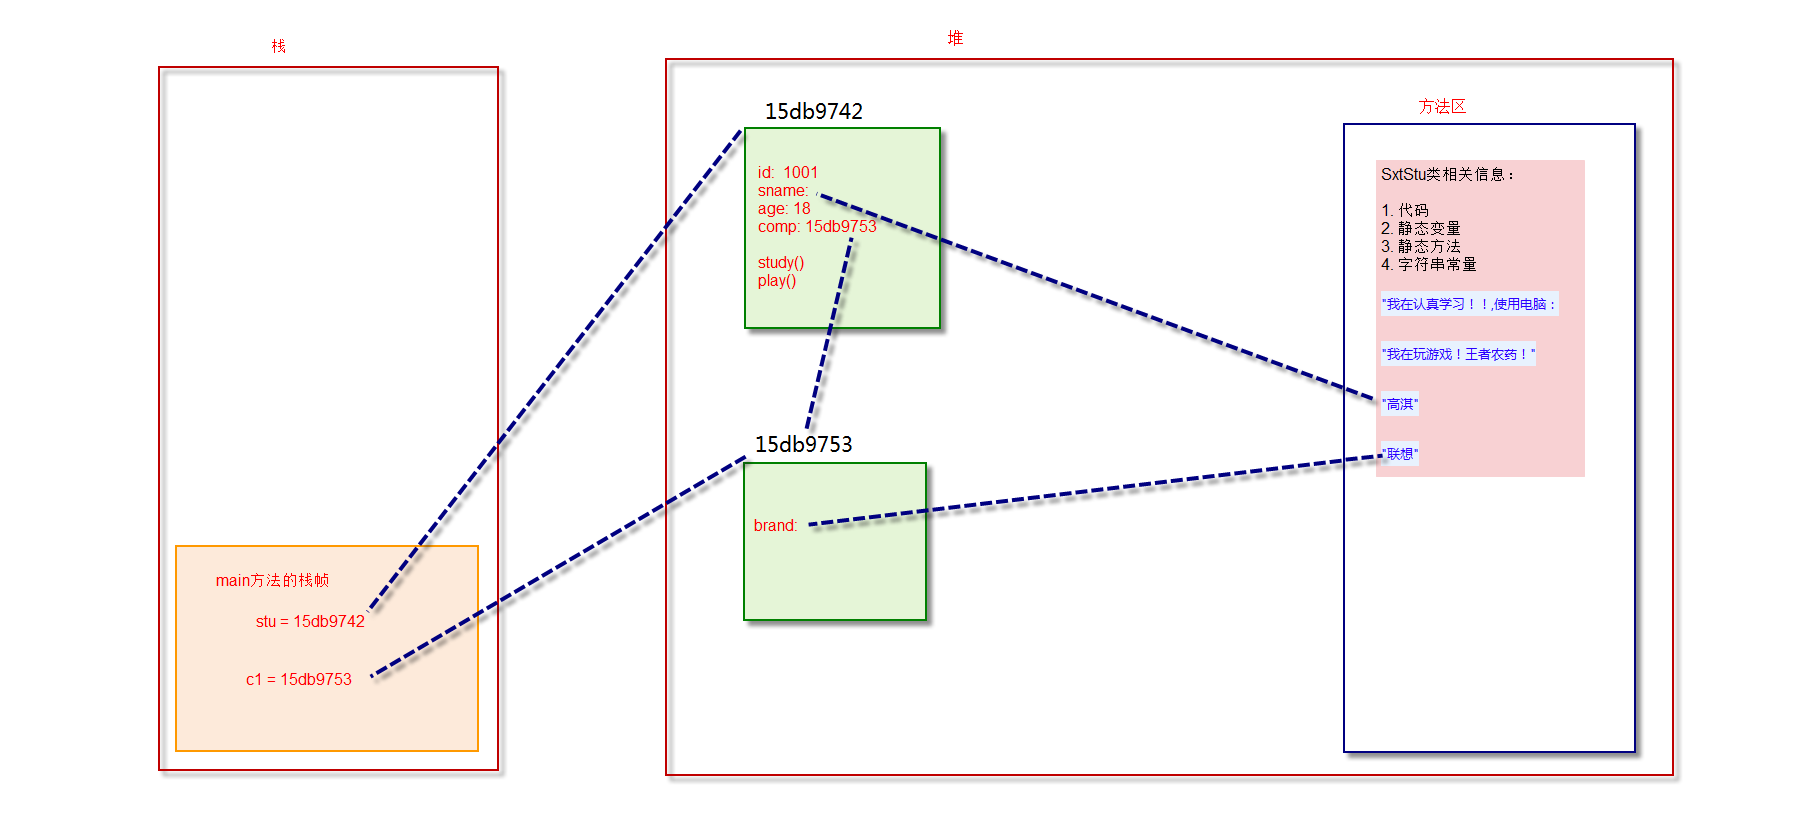 栈
main方法的栈帧
stu = 15db9742
c1 = 15db9753
堆
15db9742
id: 1001
sname:
age: 18
comp: 15db9753
study()
play()
15db9753
brand:
方法区
SxtStu类相关信息：
1. 代码
2. 静态变量
3. 静态方法
4. 字符串常量
"我在认真学习！！,使用电脑：
"我在玩游戏！王者农药！"
"高淇"
"联想"